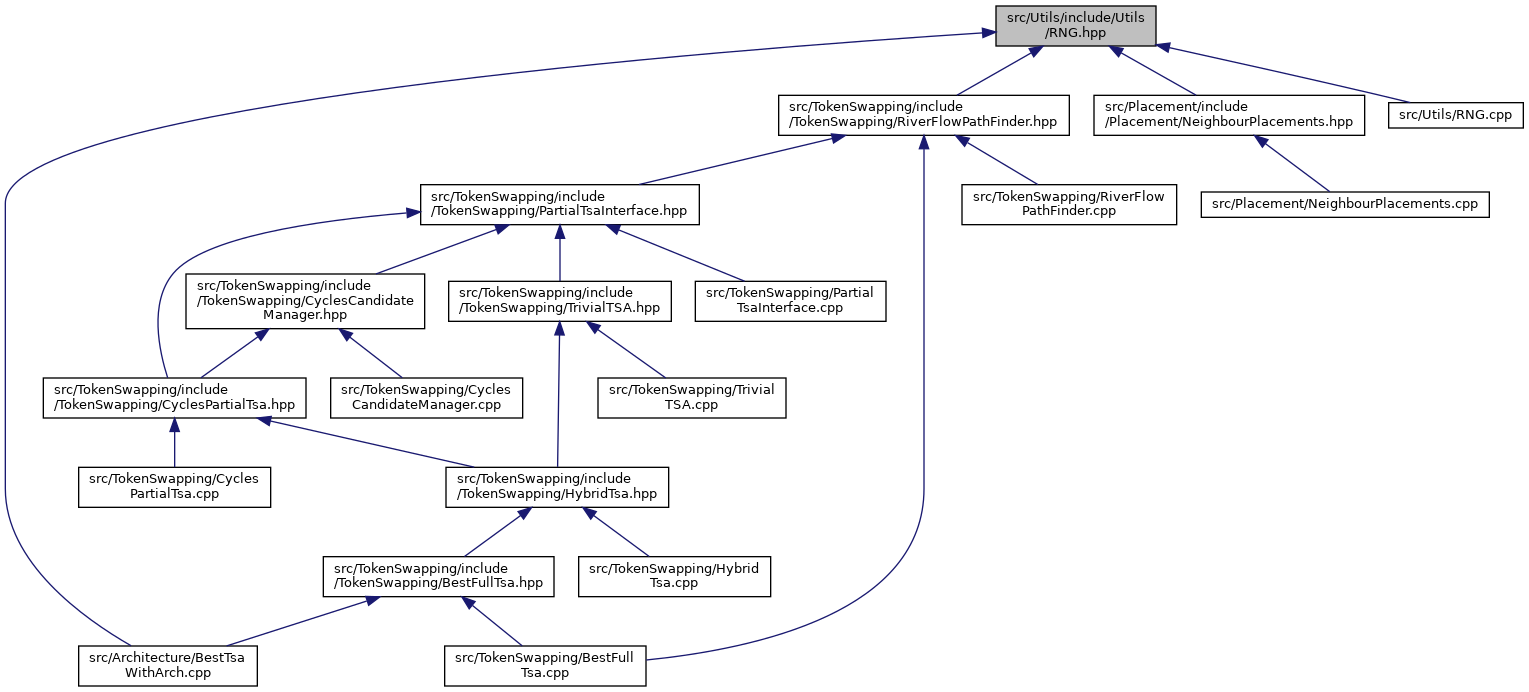 src/Utils/include/Utils
/RNG.hpp
src/TokenSwapping/include
/TokenSwapping/RiverFlowPathFinder.hpp
src/Placement/include
/Placement/NeighbourPlacements.hpp
src/Utils/RNG.cpp
src/TokenSwapping/include
/TokenSwapping/PartialTsaInterface.hpp
src/TokenSwapping/RiverFlow
PathFinder.cpp
src/Placement/NeighbourPlacements.cpp
src/TokenSwapping/include
/TokenSwapping/CyclesCandidate
Manager.hpp
src/TokenSwapping/include
/TokenSwapping/TrivialTSA.hpp
src/TokenSwapping/Partial
TsaInterface.cpp
src/TokenSwapping/include
/TokenSwapping/CyclesPartialTsa.hpp
src/TokenSwapping/Cycles
CandidateManager.cpp
src/TokenSwapping/Trivial
TSA.cpp
src/TokenSwapping/Cycles
PartialTsa.cpp
src/TokenSwapping/include
/TokenSwapping/HybridTsa.hpp
src/TokenSwapping/include
/TokenSwapping/BestFullTsa.hpp
src/TokenSwapping/Hybrid
Tsa.cpp
src/Architecture/BestTsa
WithArch.cpp
src/TokenSwapping/BestFull
Tsa.cpp